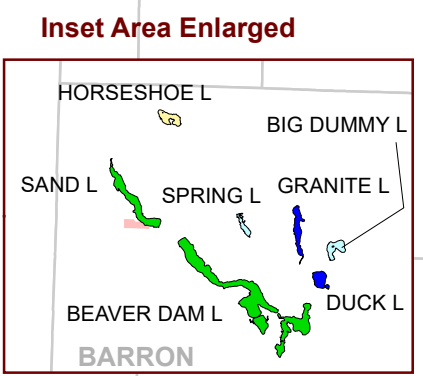 Inset Area Enlarged
HORSESHOE L
BIG DUMMY L
SAND L
SPRING L
GRANITE L
BEAVER DAM L
DUCK L
BARRON